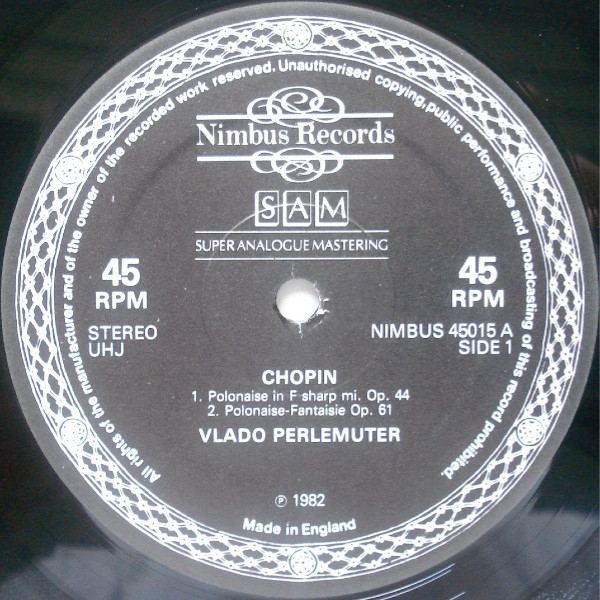 All rights of the manufacturer and of the owner of the recorded work reserved. Unauthorised copying, public performance and broadcasting of this record prohibited.
Nimbus Records
SAM
SUPER ANALOGUE MASTERING
45
RPM
45
RPM
STEREO
UHJ
NIMBUS 45015 A
SIDE 1
CHOPIN
1. Polonaise in F sharp mi. Op. 44
2. Polonaise-Fantaisie Op. 61
VLADO PERLEMUTER
℗ 1982
Made in England